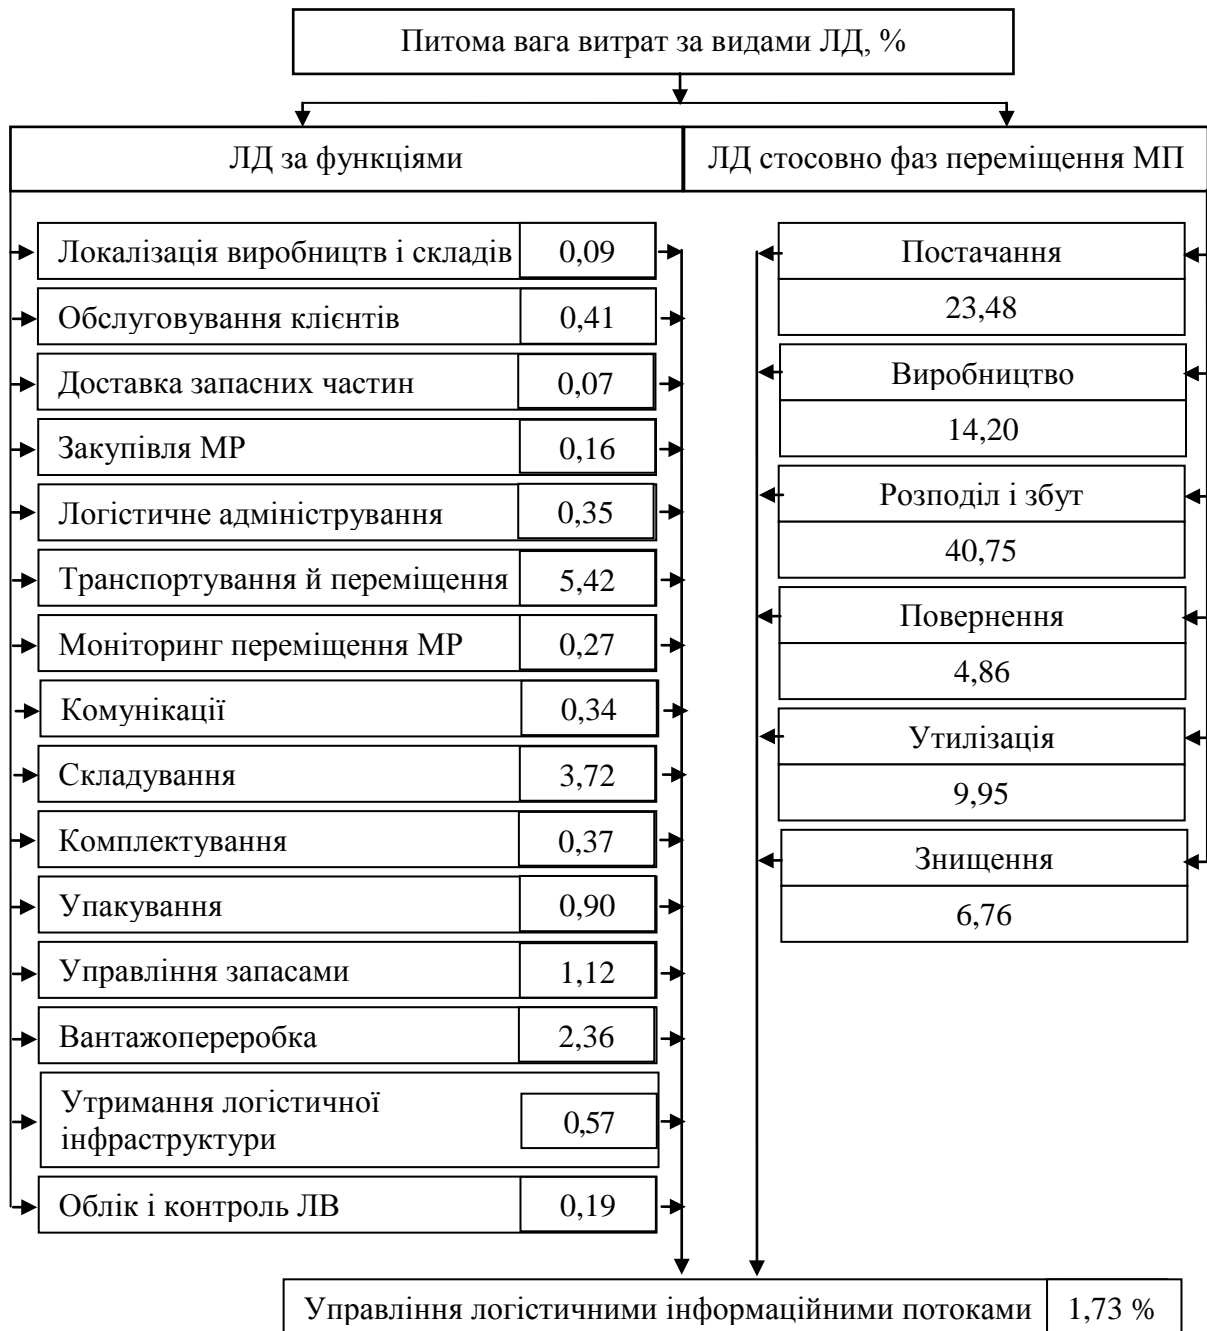 Питома вага витрат за видами ЛД, %
ЛД за функціями
ЛД стосовно фаз переміщення МП
Локалізація виробництв і складів 0,09
Обслуговування клієнтів 0,41
Доставка запасних частин 0,07
Закупівля МР 0,16
Логістичне адміністрування 0,35
Транспортування й переміщення 5,42
Моніторинг переміщення МР 0,27
Комунікації 0,34
Складування 3,72
Комплектування 0,37
Упакування 0,90
Управління запасами 1,12
Вантажопереробка 2,36
Утримання логістичної
інфраструктури 0,57
Облік і контроль ЛВ 0,19
Постачання
23,48
Виробництво
14,20
Розподіл і збут
40,75
Повернення
4,86
Утилізація
9,95
Знищення
6,76
Управління логістичними інформаційними потоками 1,73 %